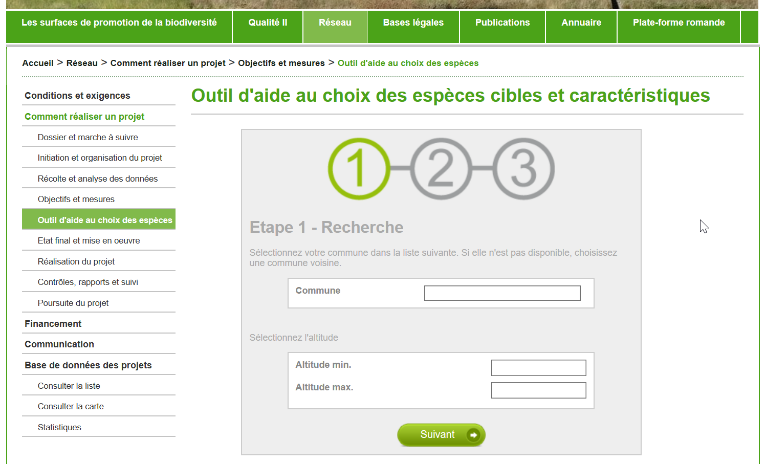 Les surfaces de promotion de la biodiversité
Qualité II
Réseau
Bases légales
Publications
Annuaire
Plate-forme romande
Accueil > Réseau > Comment réaliser un projet > Objectifs et mesures > Outil d'aide au choix des espèces
Conditions et exigences
Comment réaliser un projet
Dossier et marche à suivre
Initiation et organisation du projet
Récolte et analyse des données
Objectifs et mesures
Outil d'aide au choix des espèces
Etat final et mise en oeuvre
Réalisation du projet
Contrôles, rapports et suivi
Poursuite du projet
Financement
Communication
Base de données des projets
Consulter la liste
Consulter la carte
Statistiques
Outil d'aide au choix des espèces cibles et caractéristiques
1 2 3
Etape 1 - Recherche
Sélectionnez votre commune dans la liste suivante. Si elle n'est pas disponible, choisissez
une commune voisine.
Commune
Sélectionnez l'altitude
Altitude min.
Altitude max.
Suivant